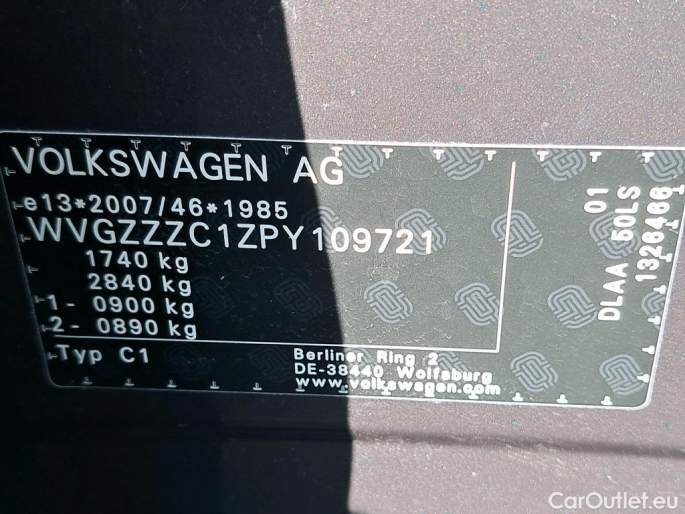 VOLKSWAGEN AG
e13*2007/46*1985
WVGZZZC1ZPY109721
1740 kg
2840 kg
1- 0900 kg
2- 0890 kg
Typ C1
Berliner Ring 2
DE-38440 Wolfsburg
www.volkswagen.com
01
DLAA 50LS
1326466
CarOutlet.eu